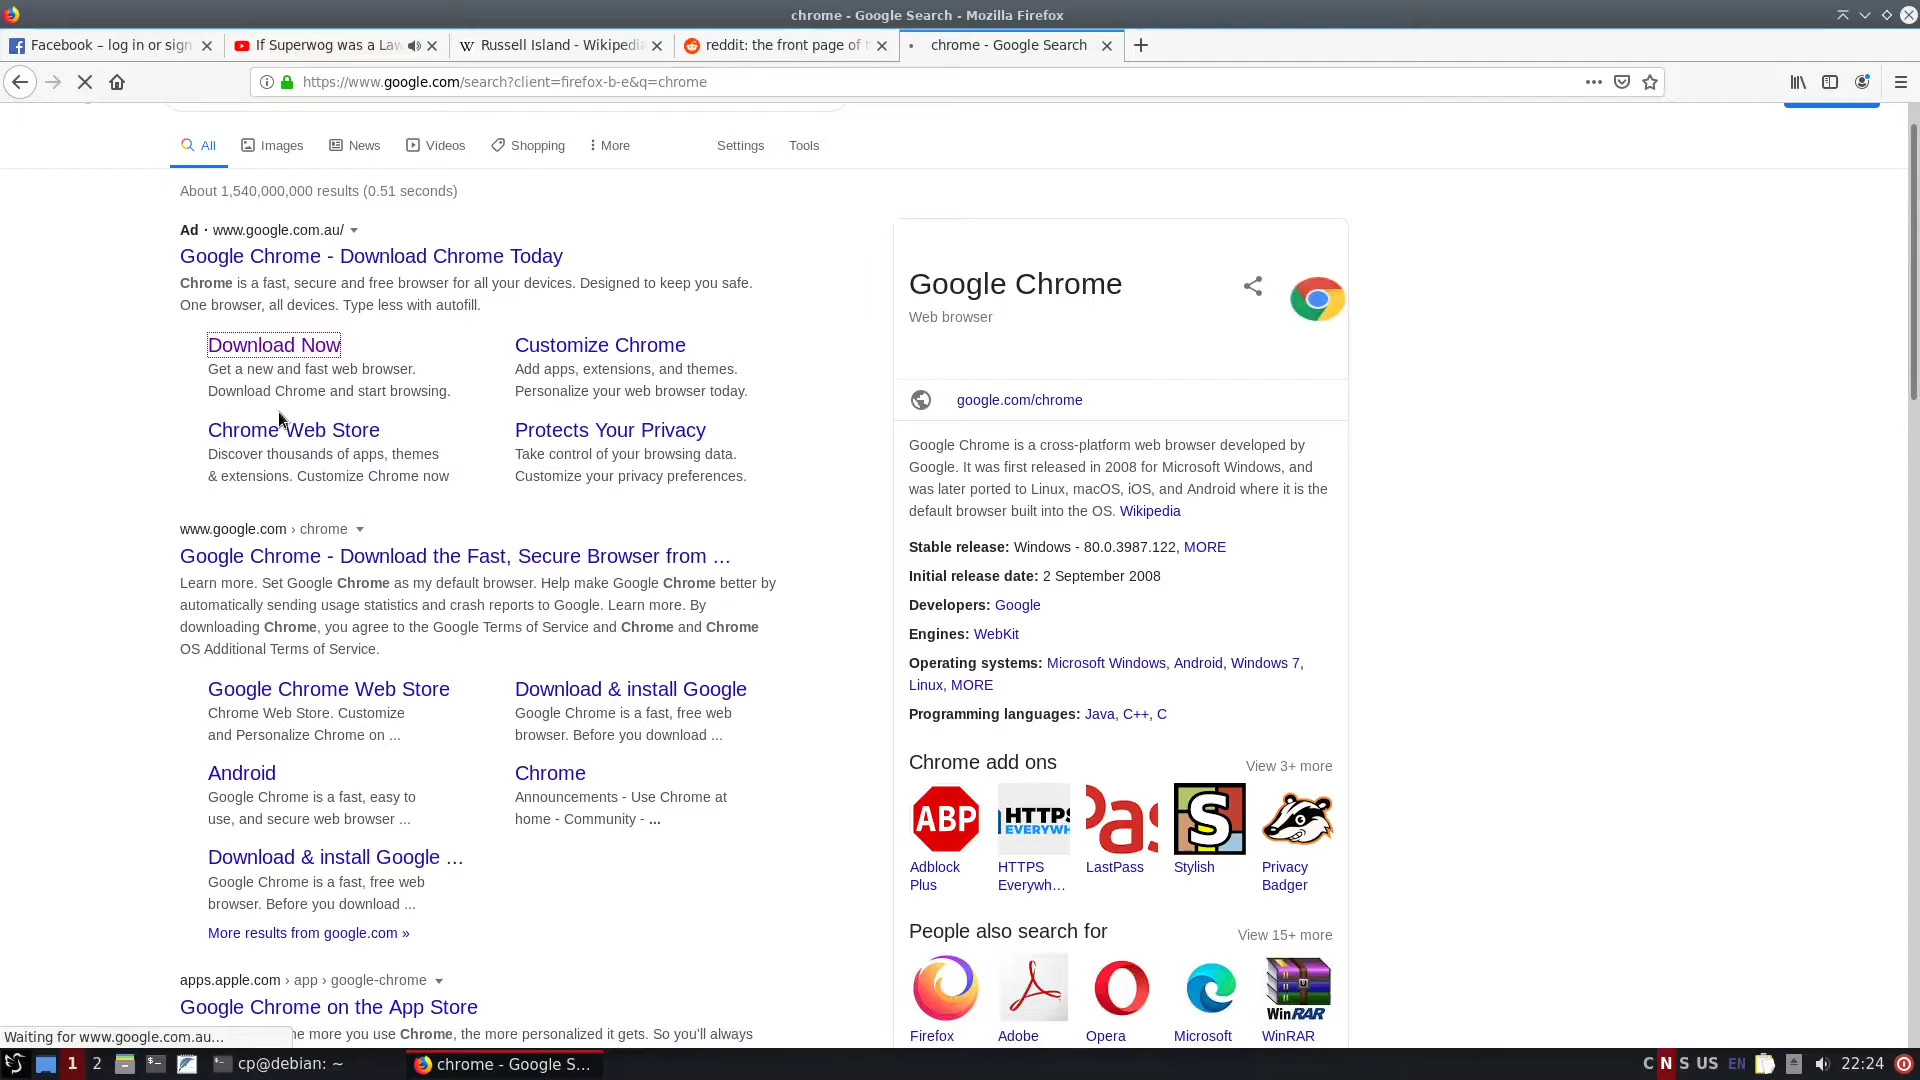 chrome - Google Search - Mozilla Firefox
Facebook – log in or sign
If Superwog was a Law
Russell Island - Wikipedia
reddit: the front page of t
chrome - Google Search
https://www.google.com/search?client=firefox-b-e&q=chrome
All
Images
News
Videos
Shopping
More
Settings
Tools
About 1,540,000,000 results (0.51 seconds)
Ad · www.google.com.au/
Google Chrome - Download Chrome Today
Chrome is a fast, secure and free browser for all your devices. Designed to keep you safe.
One browser, all devices. Type less with autofill.
Download Now
Get a new and fast web browser.
Download Chrome and start browsing.
Customize Chrome
Add apps, extensions, and themes.
Personalize your web browser today.
Chrome Web Store
Discover thousands of apps, themes
& extensions. Customize Chrome now
Protects Your Privacy
Take control of your browsing data.
Customize your privacy preferences.
www.google.com › chrome
Google Chrome - Download the Fast, Secure Browser from ...
Learn more. Set Google Chrome as my default browser. Help make Google Chrome better by
automatically sending usage statistics and crash reports to Google. Learn more. By
downloading Chrome, you agree to the Google Terms of Service and Chrome and Chrome
OS Additional Terms of Service.
Google Chrome Web Store
Chrome Web Store. Customize
and Personalize Chrome on ...
Download & install Google
Google Chrome is a fast, free web
browser. Before you download ...
Android
Google Chrome is a fast, easy to
use, and secure web browser ...
Chrome
Announcements - Use Chrome at
home - Community - ...
Download & install Google ...
Google Chrome is a fast, free web
browser. Before you download ...
More results from google.com »
apps.apple.com › app › google-chrome
Google Chrome on the App Store
he more you use Chrome, the more personalized it gets. So you'll always
Google Chrome
Web browser
google.com/chrome
Google Chrome is a cross-platform web browser developed by
Google. It was first released in 2008 for Microsoft Windows, and
was later ported to Linux, macOS, iOS, and Android where it is the
default browser built into the OS. Wikipedia
Stable release: Windows - 80.0.3987.122, MORE
Initial release date: 2 September 2008
Developers: Google
Engines: WebKit
Operating systems: Microsoft Windows, Android, Windows 7,
Linux, MORE
Programming languages: Java, C++, C
Chrome add ons
View 3+ more
ABP
HTTPS
EVERYWH
Pas
S
Adblock
Plus
HTTPS
Everywh...
LastPass
Stylish
Privacy
Badger
People also search for
View 15+ more
WinRAR
Firefox
Adobe
Opera
Microsoft
WinRAR
Waiting for www.google.com.au...
1
2
cp@debian: ~
chrome - Google S...
C N S US EN
22:24